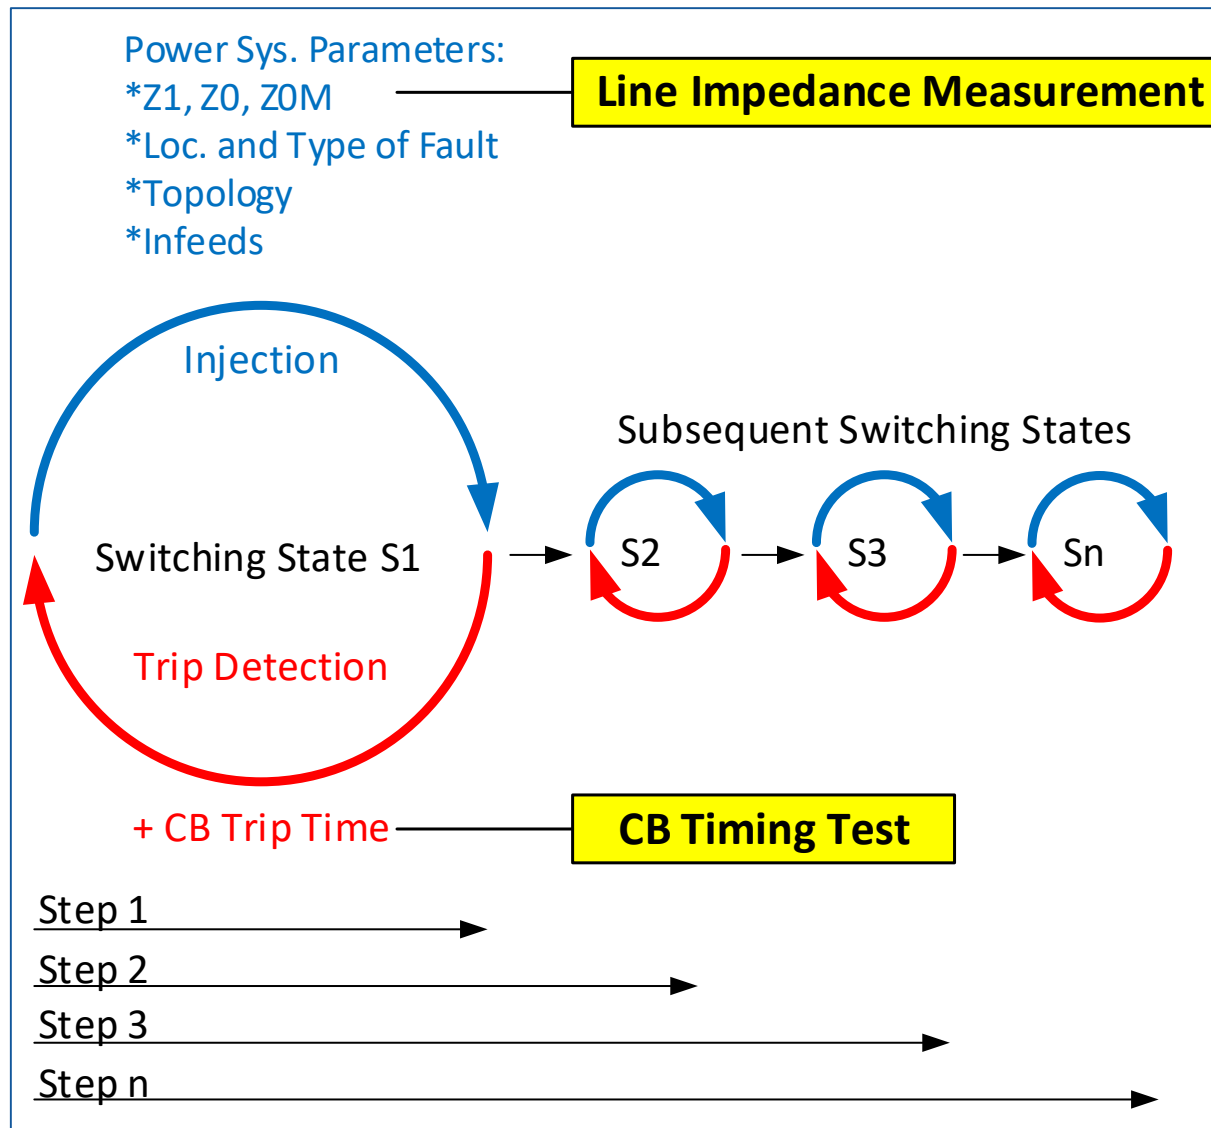 Power Sys. Parameters:
*Z1, Z0, Z0M
Line Impedance Measurement
*Loc. and Type of Fault
*Topology
*Infeeds
Injection
Subsequent Switching States
Switching State S1
S2
S3
Sn
Trip Detection
+ CB Trip Time
CB Timing Test
Step 1
Step 2
Step 3
Step n